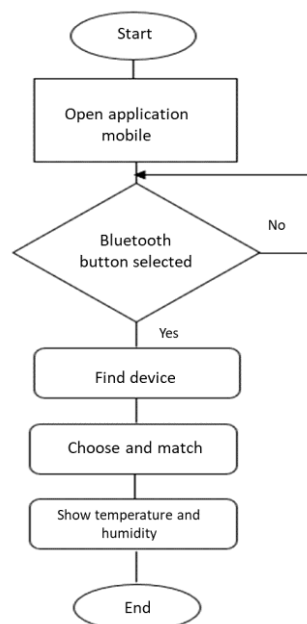 Start
Open application
mobile
Bluetooth
button selected
No
Yes
Find device
Choose and match
Show temperature and
humidity
End